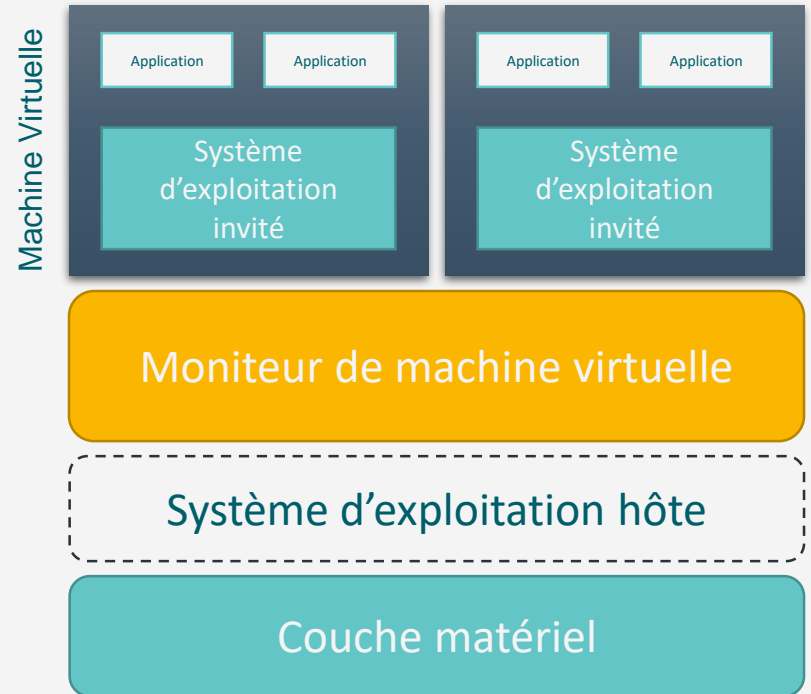 Machine Virtuelle
Application
Application
Application
Application
Système
d'exploitation
invité
Système
d'exploitation
invité
Moniteur de machine virtuelle
Système d'exploitation hôte
Couche matériel